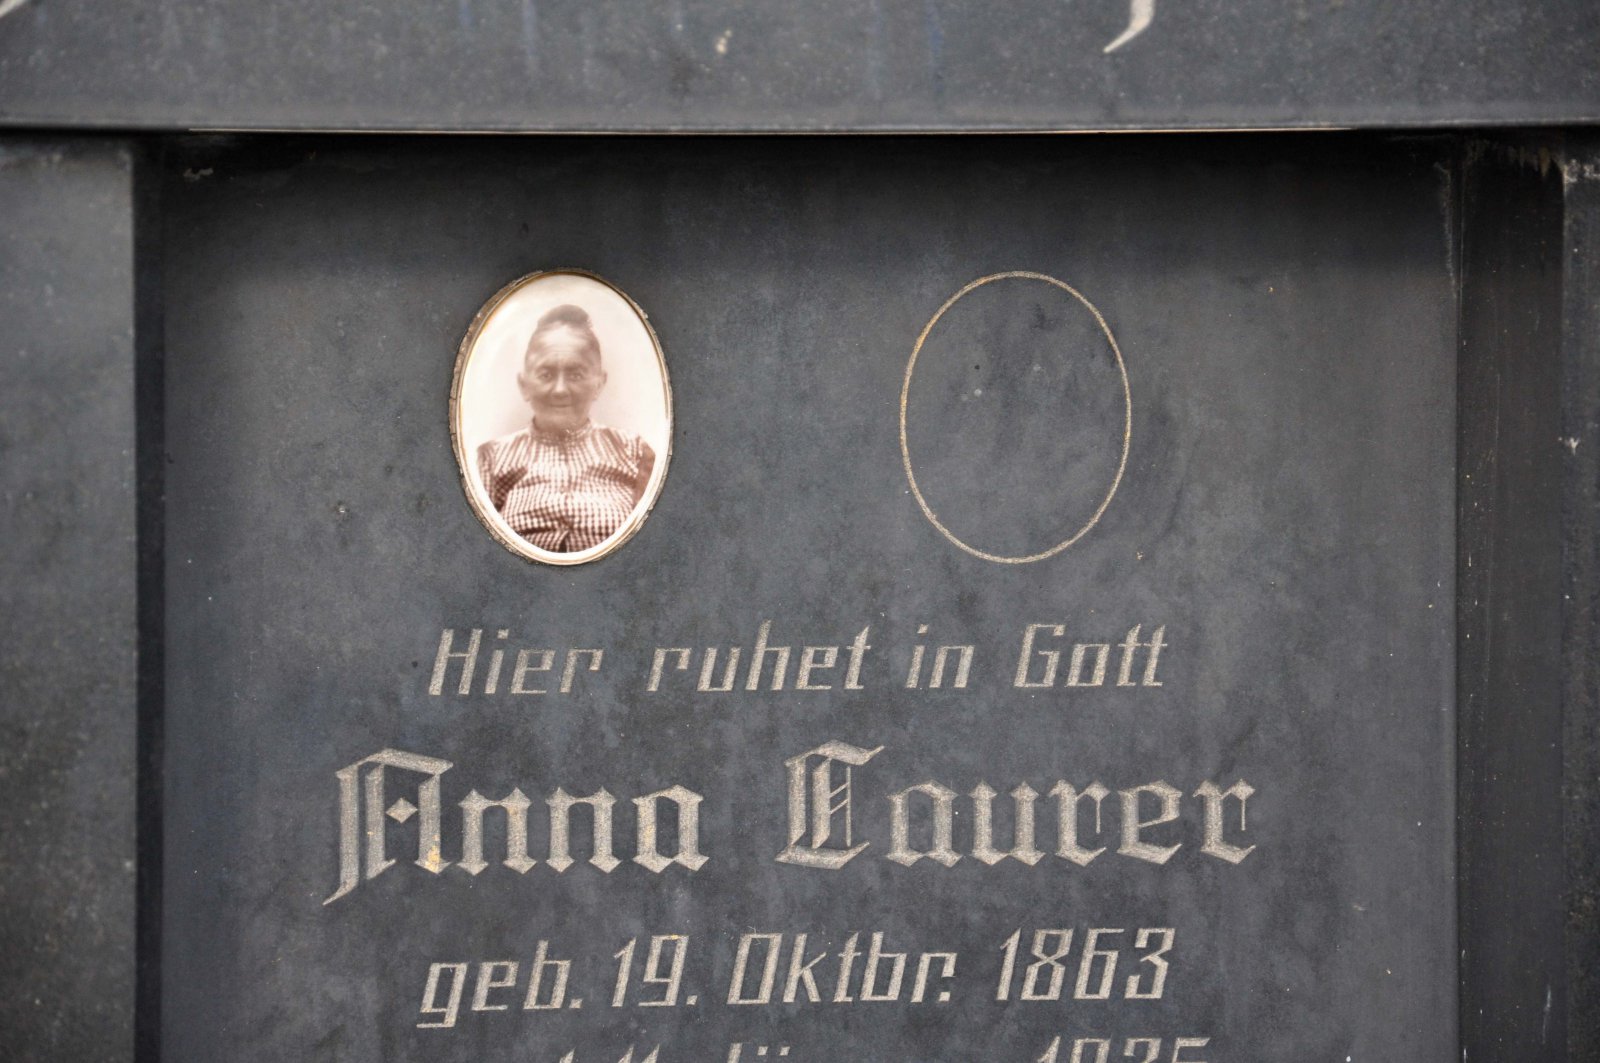 Hier ruhet in Gott
Anna Laurer
geb. 19. Oktbr. 1863